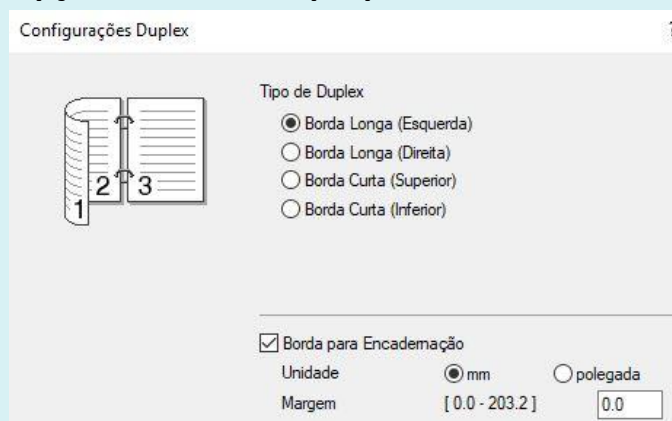 Configurações Duplex
Tipo de Duplex
Borda Longa (Esquerda)
Borda Longa (Direita)
Borda Curta (Superior)
Borda Curta (Inferior)
2 3
1
Borda para Encadernação
Unidade mm polegada
Margem [ 0.0 - 203.2 ] 0.0